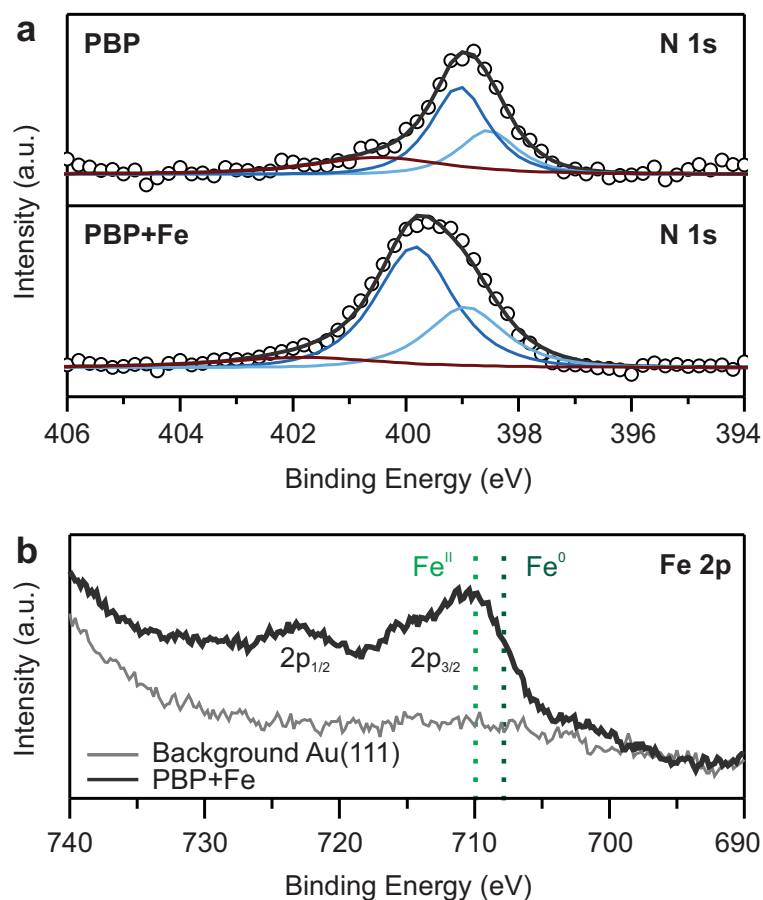 a
PBP N 1s
Intensity (a.u.)
PBP+Fe N 1s
406 404 402 400 398 396 394
Binding Energy (eV)
b
Fe^II Fe^0 Fe 2p
Intensity (a.u.)
2p_1/2 2p_3/2
Background Au(111)
PBP+Fe
740 730 720 710 700 690
Binding Energy (eV)